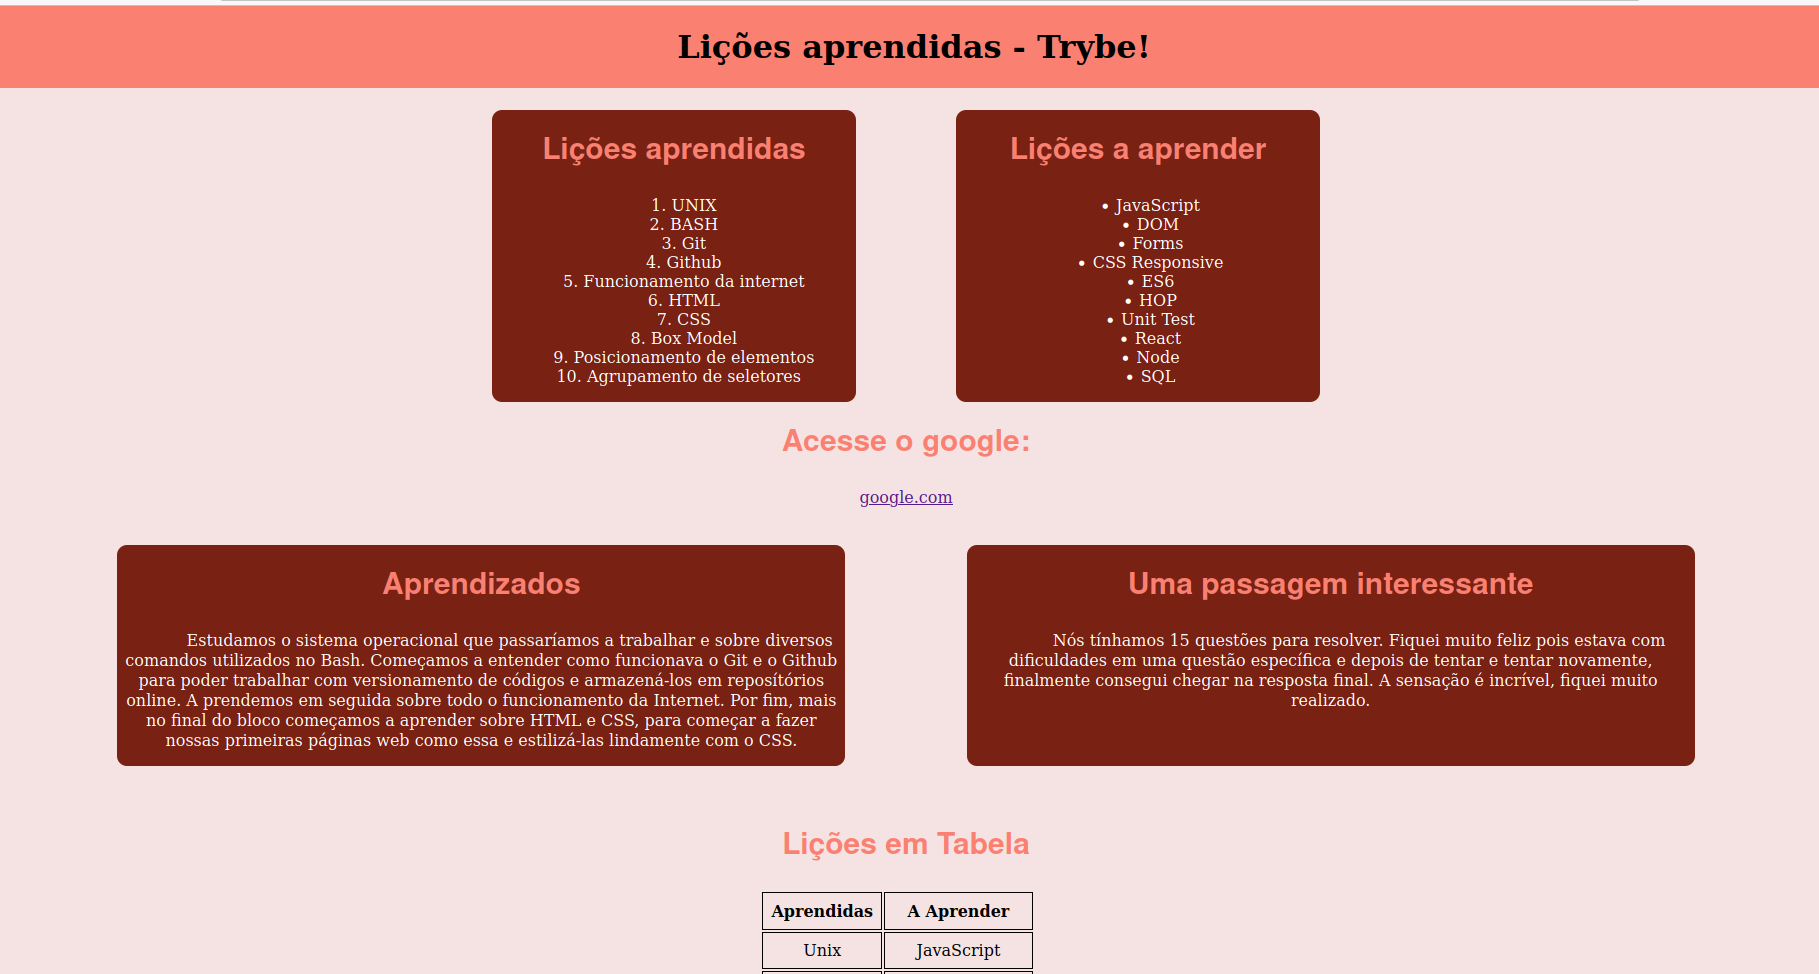 Lições aprendidas - Trybe!
Lições aprendidas
1. UNIX
2. BASH
3. Git
4. Github
5. Funcionamento da internet
6. HTML
7. CSS
8. Box Model
9. Posicionamento de elementos
10. Agrupamento de seletores
Lições a aprender
• JavaScript
• DOM
• Forms
• CSS Responsive
• ES6
• HOP
• Unit Test
• React
• Node
• SQL
Acesse o google:
google.com
Aprendizados
Estudamos o sistema operacional que passaríamos a trabalhar e sobre diversos
comandos utilizados no Bash. Começamos a entender como funcionava o Git e o Github
para poder trabalhar com versionamento de códigos e armazená-los em reposítórios
online. A prendemos em seguida sobre todo o funcionamento da Internet. Por fim, mais
no final do bloco começamos a aprender sobre HTML e CSS, para começar a fazer
nossas primeiras páginas web como essa e estilizá-las lindamente com o CSS.
Uma passagem interessante
Nós tínhamos 15 questões para resolver. Fiquei muito feliz pois estava com
dificuldades em uma questão específica e depois de tentar e tentar novamente,
finalmente consegui chegar na resposta final. A sensação é incrível, fiquei muito
realizado.
Lições em Tabela
Aprendidas A Aprender
Unix JavaScript